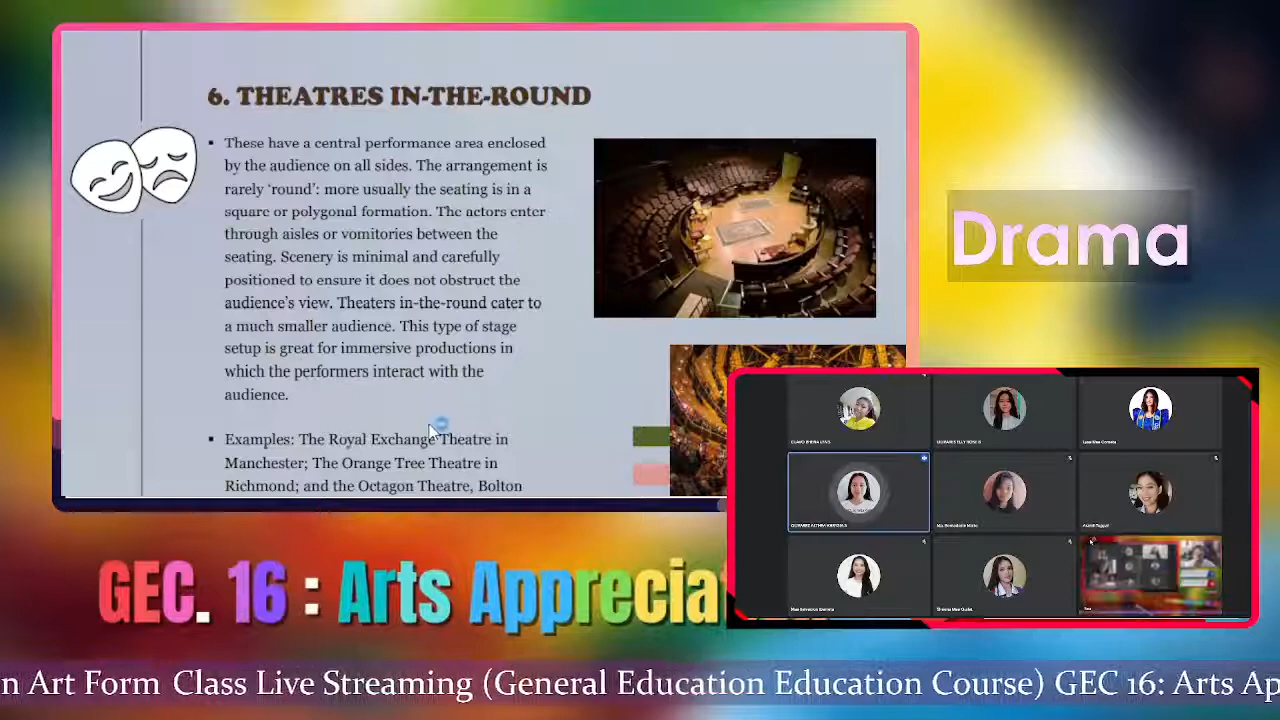 6. THEATRES IN-THE-ROUND
▪ These have a central performance area enclosed
by the audience on all sides. The arrangement is
rarely ‘round’: more usually the seating is in a
square or polygonal formation. The actors enter
through aisles or vomitories between the
seating. Scenery is minimal and carefully
positioned to ensure it does not obstruct the
audience’s view. Theaters in-the-round cater to
a much smaller audience. This type of stage
setup is great for immersive productions in
which the performers interact with the
audience.
▪ Examples: The Royal Exchange Theatre in
Manchester; The Orange Tree Theatre in
Richmond; and the Octagon Theatre, Bolton
Drama
GEC. 16 : Arts Apprecia
n Art Form Class Live Streaming (General Education Education Course) GEC 16: Arts Ap